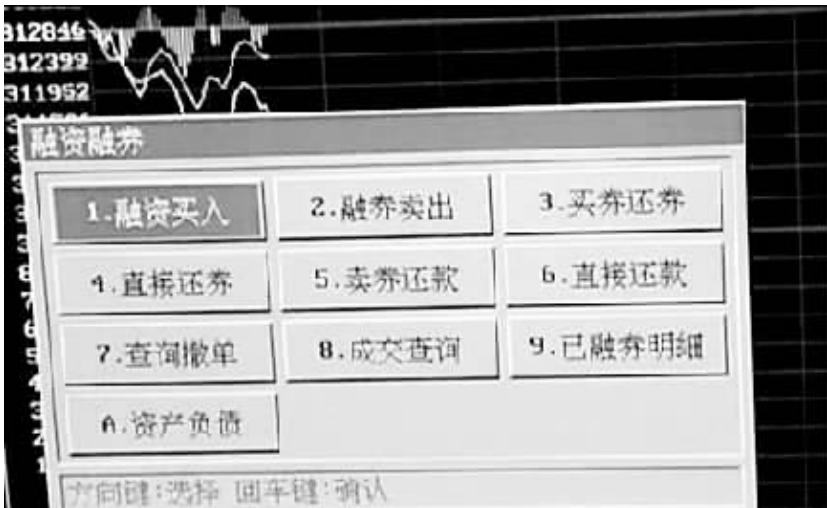 312846
312399
311952
融资融券
1.融资买入 2.融券卖出 3.买券还券
4.直接还券 5.卖券还款 6.直接还款
7.查询撤单 8.成交查询 9.已融券明细
A.资产负债
方向键:选择 回车键:确认